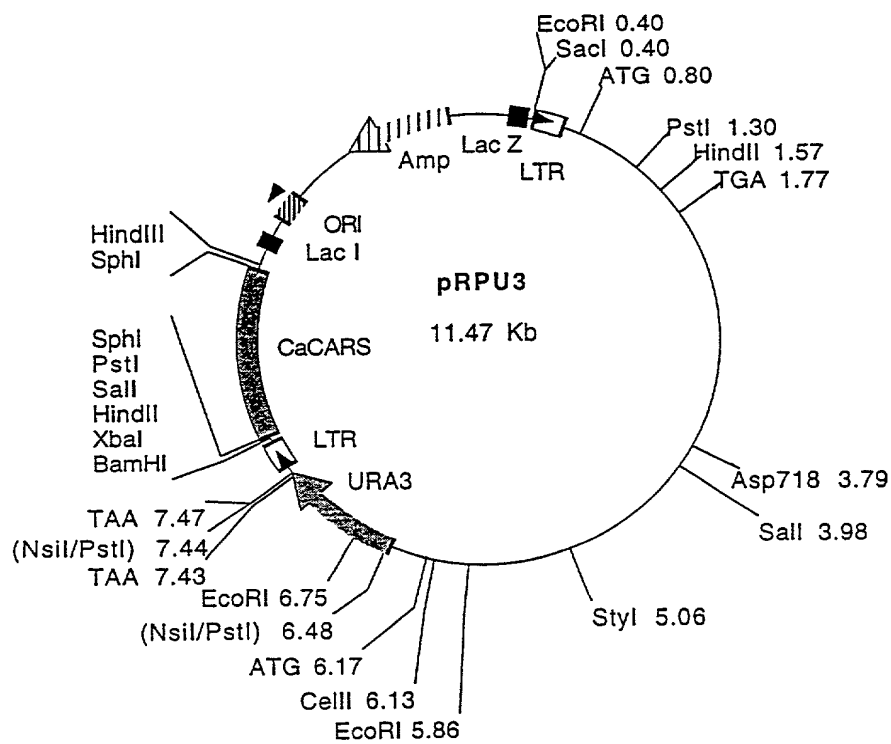 EcoRI 0.40
SacI 0.40
ATG 0.80
PstI 1.30
HindII 1.57
TGA 1.77
Lac Z
LTR
Amp
ORI
Lac I
HindIII
SphI
pRPU3
11.47 Kb
CaCARS
SphI
PstI
SalI
HindII
XbaI
BamHI
LTR
URA3
Asp718 3.79
SalI 3.98
StyI 5.06
TAA 7.47
(NsiI/PstI) 7.44
TAA 7.43
EcoRI 6.75
(NsiI/PstI) 6.48
ATG 6.17
CelII 6.13
EcoRI 5.86